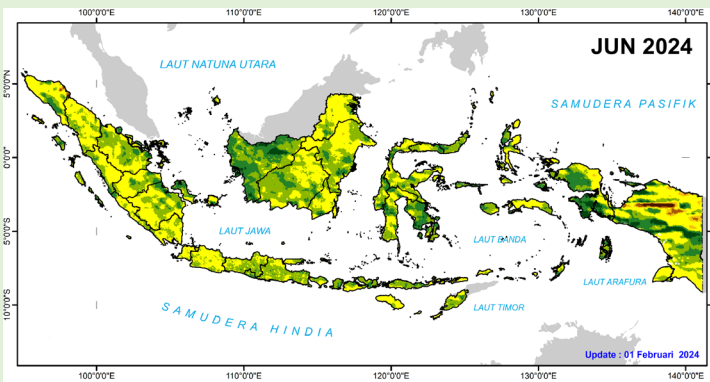 100°0'0"E 110°0'0"E 120°0'0"E 130°0'0"E 140°0'0"E
JUN 2024
LAUT NATUNA UTARA
5°0'0"N
SAMUDERA PASIFIK
0°0'0"
LAUT JAWA
LAUT BANDA
5°0'0"S
LAUT ARAFURA
SAMUDERA HINDIA
LAUT TIMOR
10°0'0"S
Update : 01 Februari 2024
100°0'0"E 110°0'0"E 120°0'0"E 130°0'0"E 140°0'0"E